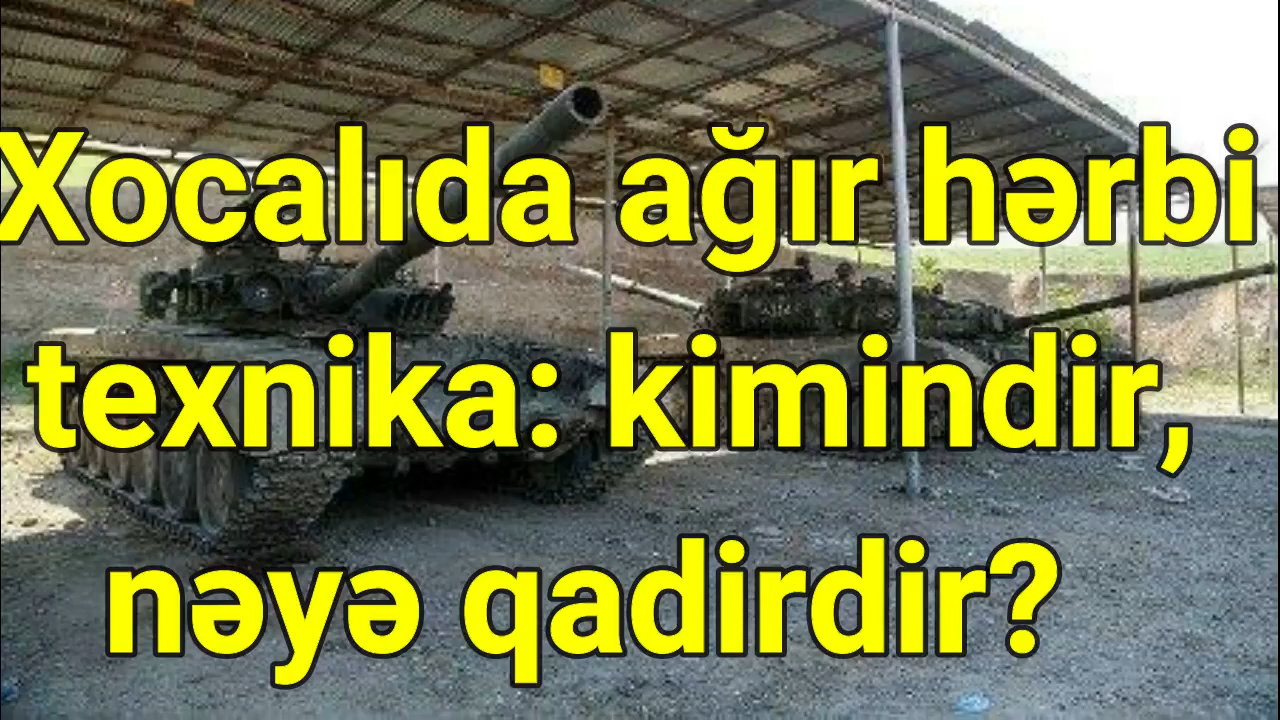 Xocalıda ağır hərbi
texnika: kimindir,
nəyə qadirdir?